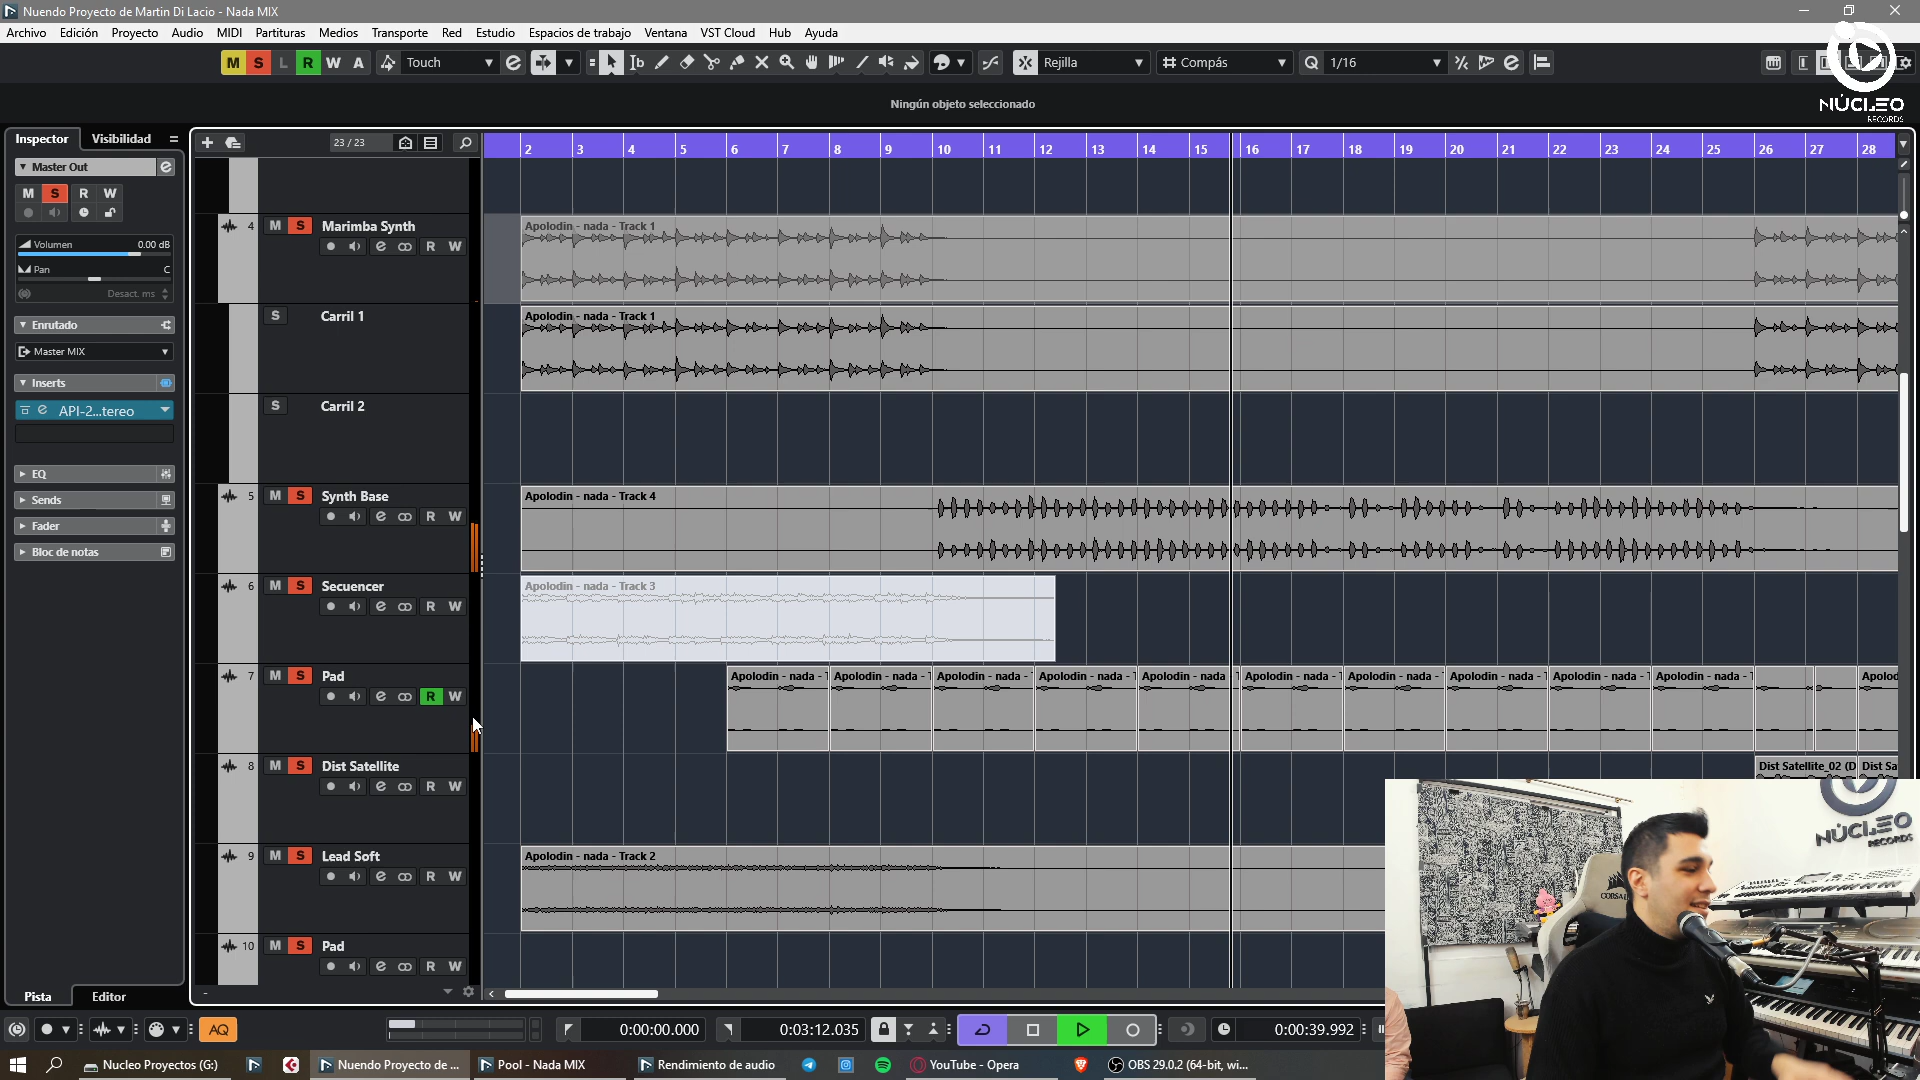 Nuendo Proyecto de Martin Di Lacio - Nada MIX
Archivo Edición Proyecto Audio MIDI Partituras Medios Transporte Red Estudio Espacios de trabajo Ventana VST Cloud Hub Ayuda
M S L R W A Touch Rejilla Compás Q 1/16
NÚCLEO
RECORDS
Ningún objeto seleccionado
Inspector Visibilidad
23 / 23
2 3 4 5 6 7 8 9 10 11 12 13 14 15 16 17 18 19 20 21 22 23 24 25 26 27 28
Master Out
M S R W
Volumen 0.00 dB
Pan C
Desact. ms
Enrutado
Master MIX
Inserts
API-2...tereo
EQ
Sends
Fader
Bloc de notas
4 M S Marimba Synth
R W
Apolodin - nada - Track 1
S Carril 1
Apolodin - nada - Track 1
S Carril 2
5 M S Synth Base
R W
Apolodin - nada - Track 4
6 M S Secuencer
R W
Apolodin - nada - Track 3
7 M S Pad
R W
Apolodin - nada - T Apolodin - nada - T Apolodin - nada - Apolodin - nada - T Apolodin - nada Apolodin - nada - T Apolodin - nada - T Apolodin - nada - T Apolodin - nada - T Apolodin - nada - T Apolod
8 M S Dist Satellite
R W
Dist Satellite_02 (D Dist Sa
9 M S Lead Soft
R W
Apolodin - nada - Track 2
10 M S Pad
R W
NÚCLEO
RECORDS
CORSAIR
Pista Editor
AQ
0:00:00.000 0:03:12.035 0:00:39.992
Nucleo Proyectos (G:) Nuendo Proyecto de ... Pool - Nada MIX Rendimiento de audio YouTube - Opera OBS 29.0.2 (64-bit, wi...